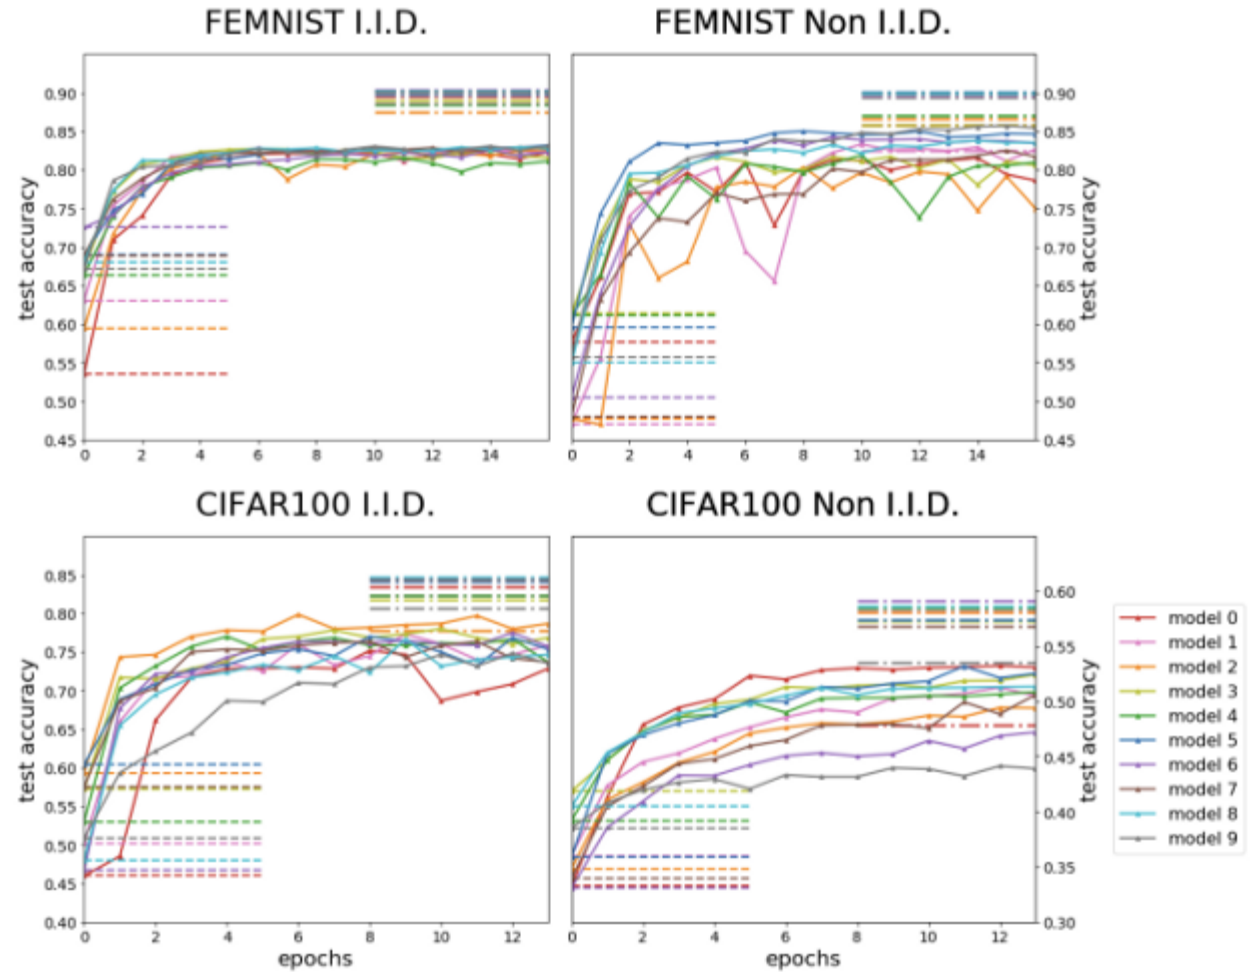 FEMNIST I.I.D.
FEMNIST Non I.I.D.
test accuracy
0.90
0.85
0.80
0.75
0.70
0.65
0.60
0.55
0.50
0.45
0 2 4 6 8 10 12 14
0 2 4 6 8 10 12 14
0.90
0.85
0.80
0.75
0.70
0.65
0.60
0.55
0.50
0.45
test accuracy
CIFAR100 I.I.D.
CIFAR100 Non I.I.D.
test accuracy
0.85
0.80
0.75
0.70
0.65
0.60
0.55
0.50
0.45
0.40
0 2 4 6 8 10 12
epochs
0 2 4 6 8 10 12
epochs
0.60
0.55
0.50
0.45
0.40
0.35
0.30
test accuracy
model 0
model 1
model 2
model 3
model 4
model 5
model 6
model 7
model 8
model 9